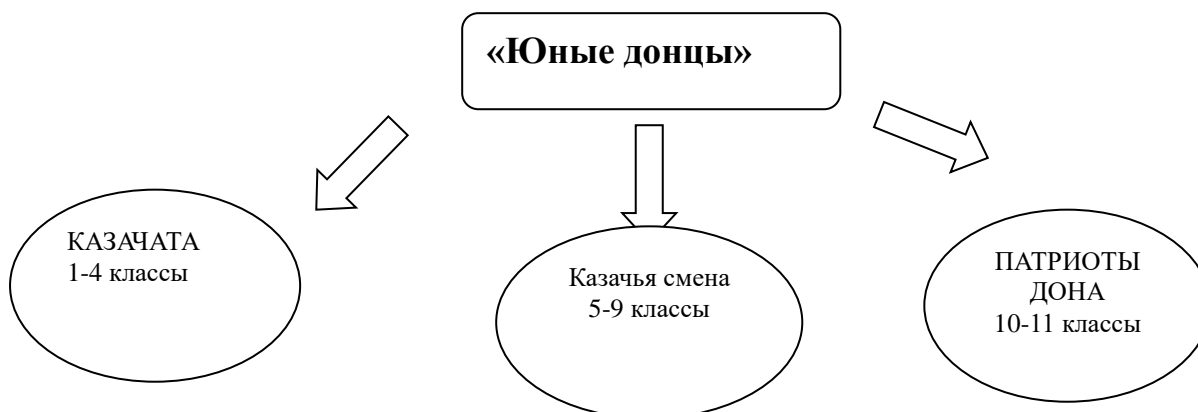 «Юные донцы»
КАЗАЧАТА
1-4 классы
Казачья смена
5-9 классы
ПАТРИОТЫ
ДОНА
10-11 классы